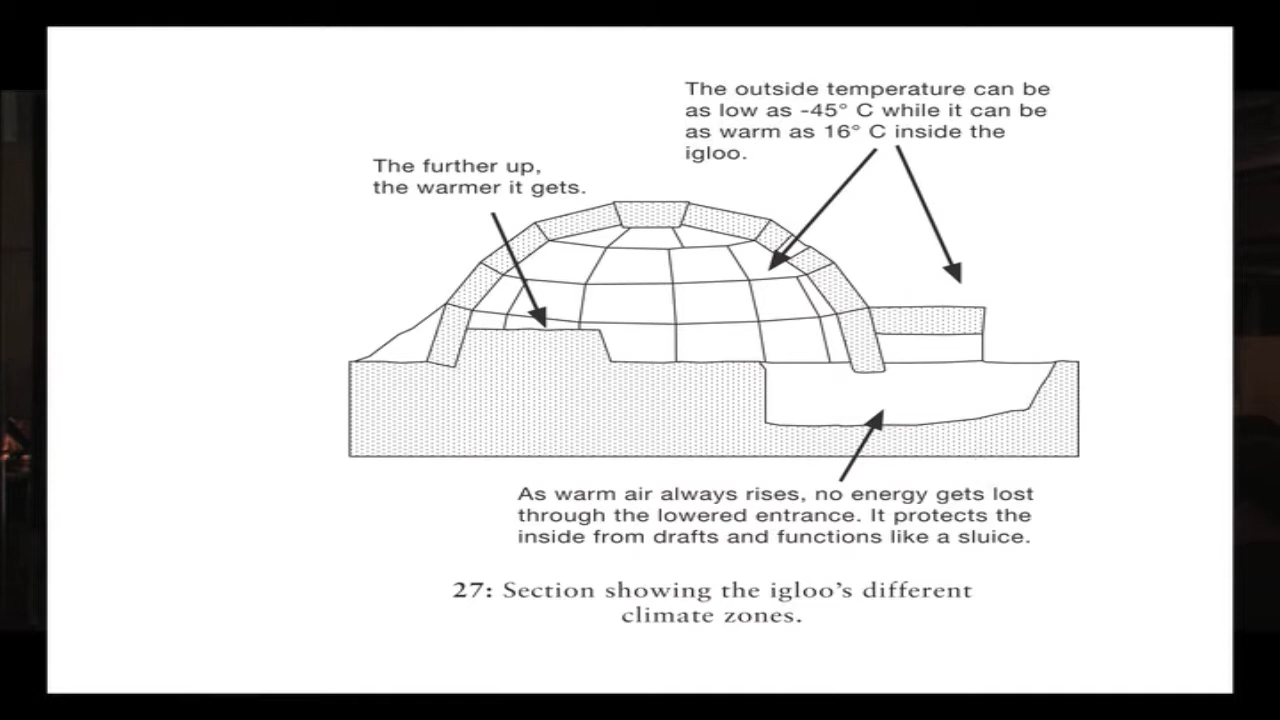 The outside temperature can be
as low as -45° C while it can be
as warm as 16° C inside the
igloo.
The further up,
the warmer it gets.
As warm air always rises, no energy gets lost
through the lowered entrance. It protects the
inside from drafts and functions like a sluice.
27: Section showing the igloo's different
climate zones.